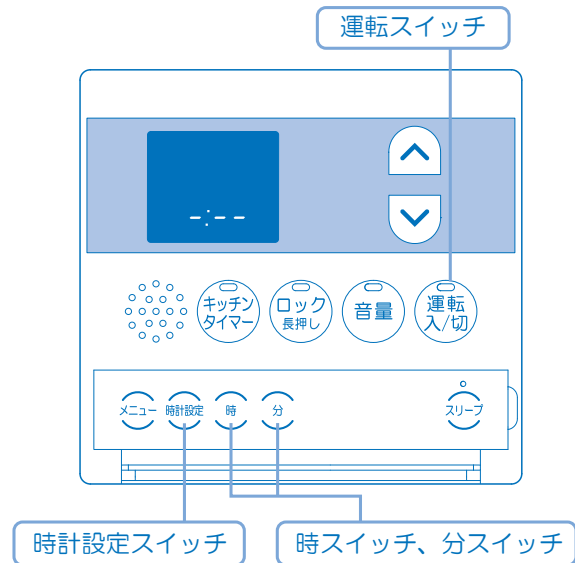 運転スイッチ
-:--
キッチン
タイマー
ロック
長押し
音量
運転
入/切
メニュー
時計設定
時
分
スリープ
時計設定スイッチ
時スイッチ、分スイッチ